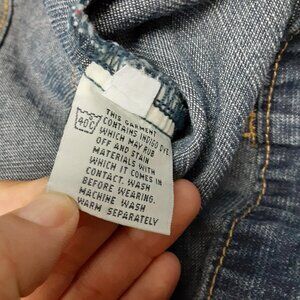 40°C
THIS GARMENT
CONTAINS INDIGO DYE
WHICH MAY RUB
OFF AND STAIN
MATERIALS WITH
WHICH IT COMES IN
CONTACT. WASH
BEFORE WEARING.
MACHINE WASH
WARM SEPARATELY